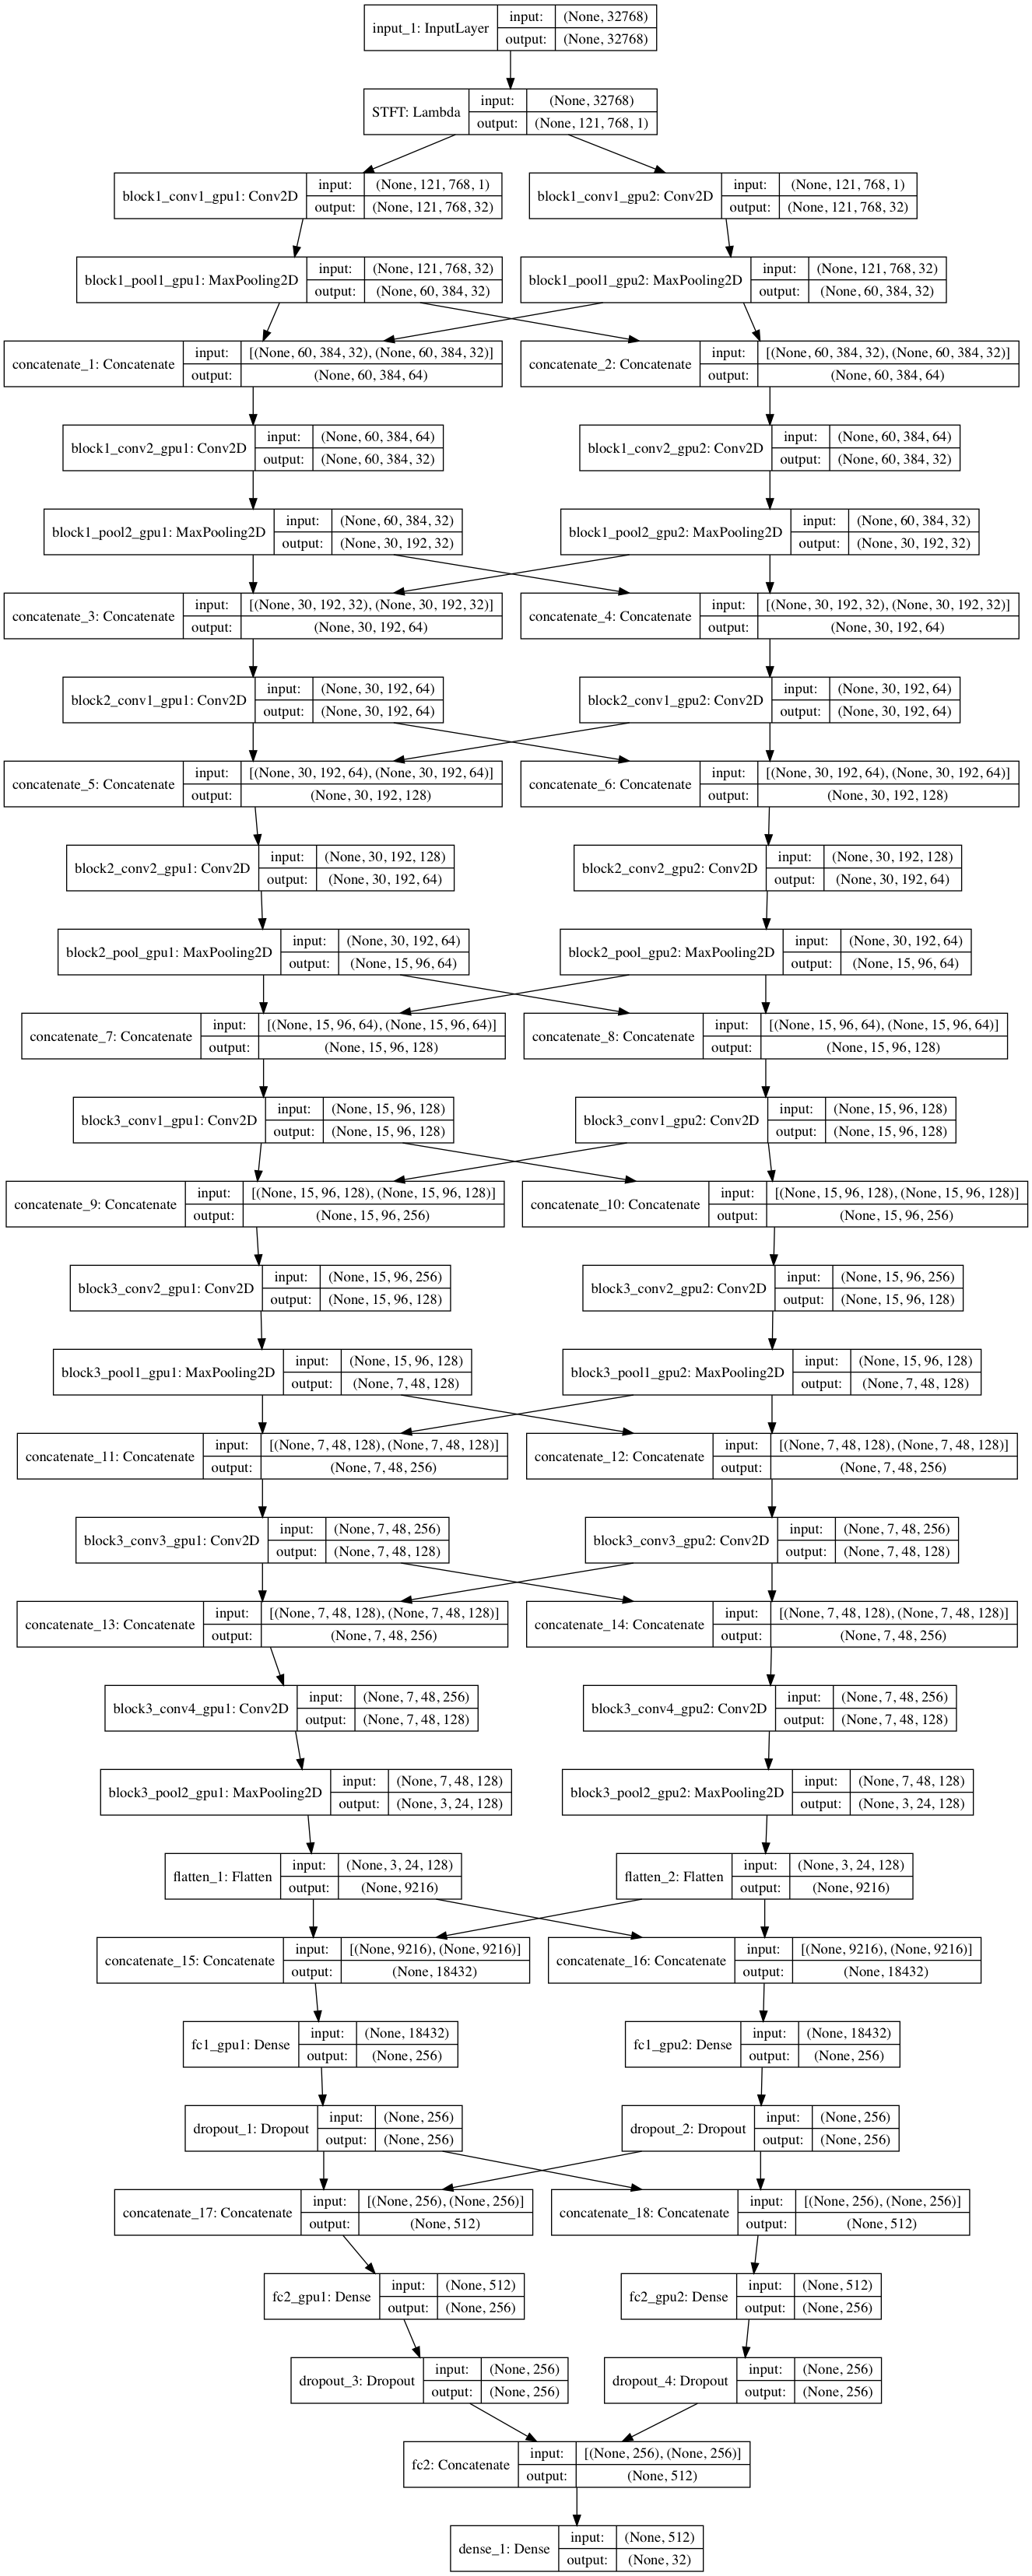 input_1: InputLayer input: (None, 32768)
output: (None, 32768)
STFT: Lambda input: (None, 32768)
output: (None, 121, 768, 1)
block1_conv1_gpu1: Conv2D input: (None, 121, 768, 1)
output: (None, 121, 768, 32)
block1_conv1_gpu2: Conv2D input: (None, 121, 768, 1)
output: (None, 121, 768, 32)
block1_pool1_gpu1: MaxPooling2D input: (None, 121, 768, 32)
output: (None, 60, 384, 32)
block1_pool1_gpu2: MaxPooling2D input: (None, 121, 768, 32)
output: (None, 60, 384, 32)
concatenate_1: Concatenate input: [(None, 60, 384, 32), (None, 60, 384, 32)]
output: (None, 60, 384, 64)
concatenate_2: Concatenate input: [(None, 60, 384, 32), (None, 60, 384, 32)]
output: (None, 60, 384, 64)
block1_conv2_gpu1: Conv2D input: (None, 60, 384, 64)
output: (None, 60, 384, 32)
block1_conv2_gpu2: Conv2D input: (None, 60, 384, 64)
output: (None, 60, 384, 32)
block1_pool2_gpu1: MaxPooling2D input: (None, 60, 384, 32)
output: (None, 30, 192, 32)
block1_pool2_gpu2: MaxPooling2D input: (None, 60, 384, 32)
output: (None, 30, 192, 32)
concatenate_3: Concatenate input: [(None, 30, 192, 32), (None, 30, 192, 32)]
output: (None, 30, 192, 64)
concatenate_4: Concatenate input: [(None, 30, 192, 32), (None, 30, 192, 32)]
output: (None, 30, 192, 64)
block2_conv1_gpu1: Conv2D input: (None, 30, 192, 64)
output: (None, 30, 192, 64)
block2_conv1_gpu2: Conv2D input: (None, 30, 192, 64)
output: (None, 30, 192, 64)
concatenate_5: Concatenate input: [(None, 30, 192, 64), (None, 30, 192, 64)]
output: (None, 30, 192, 128)
concatenate_6: Concatenate input: [(None, 30, 192, 64), (None, 30, 192, 64)]
output: (None, 30, 192, 128)
block2_conv2_gpu1: Conv2D input: (None, 30, 192, 128)
output: (None, 30, 192, 64)
block2_conv2_gpu2: Conv2D input: (None, 30, 192, 128)
output: (None, 30, 192, 64)
block2_pool_gpu1: MaxPooling2D input: (None, 30, 192, 64)
output: (None, 15, 96, 64)
block2_pool_gpu2: MaxPooling2D input: (None, 30, 192, 64)
output: (None, 15, 96, 64)
concatenate_7: Concatenate input: [(None, 15, 96, 64), (None, 15, 96, 64)]
output: (None, 15, 96, 128)
concatenate_8: Concatenate input: [(None, 15, 96, 64), (None, 15, 96, 64)]
output: (None, 15, 96, 128)
block3_conv1_gpu1: Conv2D input: (None, 15, 96, 128)
output: (None, 15, 96, 128)
block3_conv1_gpu2: Conv2D input: (None, 15, 96, 128)
output: (None, 15, 96, 128)
concatenate_9: Concatenate input: [(None, 15, 96, 128), (None, 15, 96, 128)]
output: (None, 15, 96, 256)
concatenate_10: Concatenate input: [(None, 15, 96, 128), (None, 15, 96, 128)]
output: (None, 15, 96, 256)
block3_conv2_gpu1: Conv2D input: (None, 15, 96, 256)
output: (None, 15, 96, 128)
block3_conv2_gpu2: Conv2D input: (None, 15, 96, 256)
output: (None, 15, 96, 128)
block3_pool1_gpu1: MaxPooling2D input: (None, 15, 96, 128)
output: (None, 7, 48, 128)
block3_pool1_gpu2: MaxPooling2D input: (None, 15, 96, 128)
output: (None, 7, 48, 128)
concatenate_11: Concatenate input: [(None, 7, 48, 128), (None, 7, 48, 128)]
output: (None, 7, 48, 256)
concatenate_12: Concatenate input: [(None, 7, 48, 128), (None, 7, 48, 128)]
output: (None, 7, 48, 256)
block3_conv3_gpu1: Conv2D input: (None, 7, 48, 256)
output: (None, 7, 48, 128)
block3_conv3_gpu2: Conv2D input: (None, 7, 48, 256)
output: (None, 7, 48, 128)
concatenate_13: Concatenate input: [(None, 7, 48, 128), (None, 7, 48, 128)]
output: (None, 7, 48, 256)
concatenate_14: Concatenate input: [(None, 7, 48, 128), (None, 7, 48, 128)]
output: (None, 7, 48, 256)
block3_conv4_gpu1: Conv2D input: (None, 7, 48, 256)
output: (None, 7, 48, 128)
block3_conv4_gpu2: Conv2D input: (None, 7, 48, 256)
output: (None, 7, 48, 128)
block3_pool2_gpu1: MaxPooling2D input: (None, 7, 48, 128)
output: (None, 3, 24, 128)
block3_pool2_gpu2: MaxPooling2D input: (None, 7, 48, 128)
output: (None, 3, 24, 128)
flatten_1: Flatten input: (None, 3, 24, 128)
output: (None, 9216)
flatten_2: Flatten input: (None, 3, 24, 128)
output: (None, 9216)
concatenate_15: Concatenate input: [(None, 9216), (None, 9216)]
output: (None, 18432)
concatenate_16: Concatenate input: [(None, 9216), (None, 9216)]
output: (None, 18432)
fc1_gpu1: Dense input: (None, 18432)
output: (None, 256)
fc1_gpu2: Dense input: (None, 18432)
output: (None, 256)
dropout_1: Dropout input: (None, 256)
output: (None, 256)
dropout_2: Dropout input: (None, 256)
output: (None, 256)
concatenate_17: Concatenate input: [(None, 256), (None, 256)]
output: (None, 512)
concatenate_18: Concatenate input: [(None, 256), (None, 256)]
output: (None, 512)
fc2_gpu1: Dense input: (None, 512)
output: (None, 256)
fc2_gpu2: Dense input: (None, 512)
output: (None, 256)
dropout_3: Dropout input: (None, 256)
output: (None, 256)
dropout_4: Dropout input: (None, 256)
output: (None, 256)
fc2: Concatenate input: [(None, 256), (None, 256)]
output: (None, 512)
dense_1: Dense input: (None, 512)
output: (None, 32)